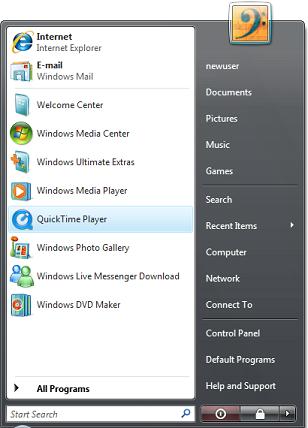 Internet
Internet Explorer
E-mail
Windows Mail
Welcome Center
Windows Media Center
Windows Ultimate Extras
Windows Media Player
QuickTime Player
Windows Photo Gallery
Windows Live Messenger Download
Windows DVD Maker
All Programs
Start Search
newuser
Documents
Pictures
Music
Games
Search
Recent Items
Computer
Network
Connect To
Control Panel
Default Programs
Help and Support